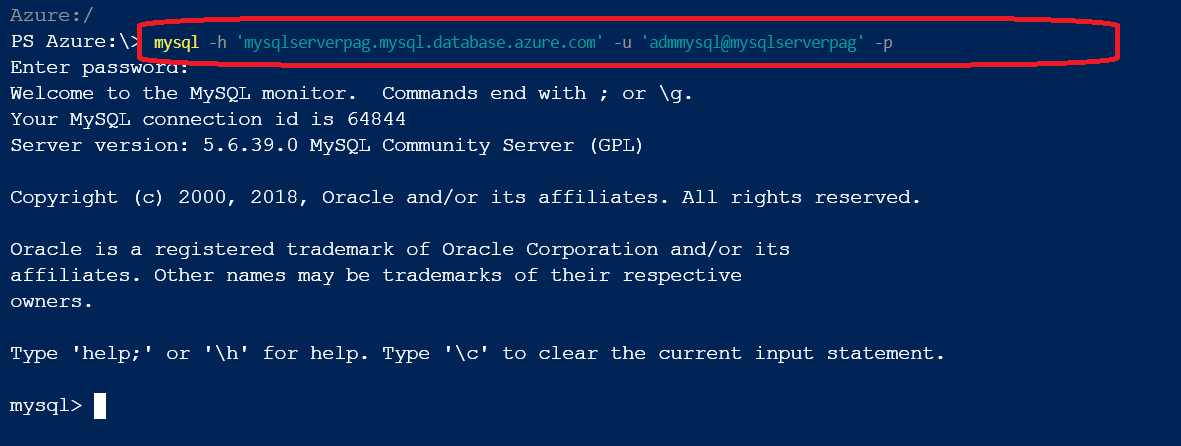 Azure:/
PS Azure:\> mysql -h 'mysqlserverpag.mysql.database.azure.com' -u 'admmysql@mysqlserverpag' -p
Enter password:
Welcome to the MySQL monitor.  Commands end with ; or \g.
Your MySQL connection id is 64844
Server version: 5.6.39.0 MySQL Community Server (GPL)
Copyright (c) 2000, 2018, Oracle and/or its affiliates. All rights reserved.
Oracle is a registered trademark of Oracle Corporation and/or its
affiliates. Other names may be trademarks of their respective
owners.
Type 'help;' or '\h' for help. Type '\c' to clear the current input statement.
mysql>